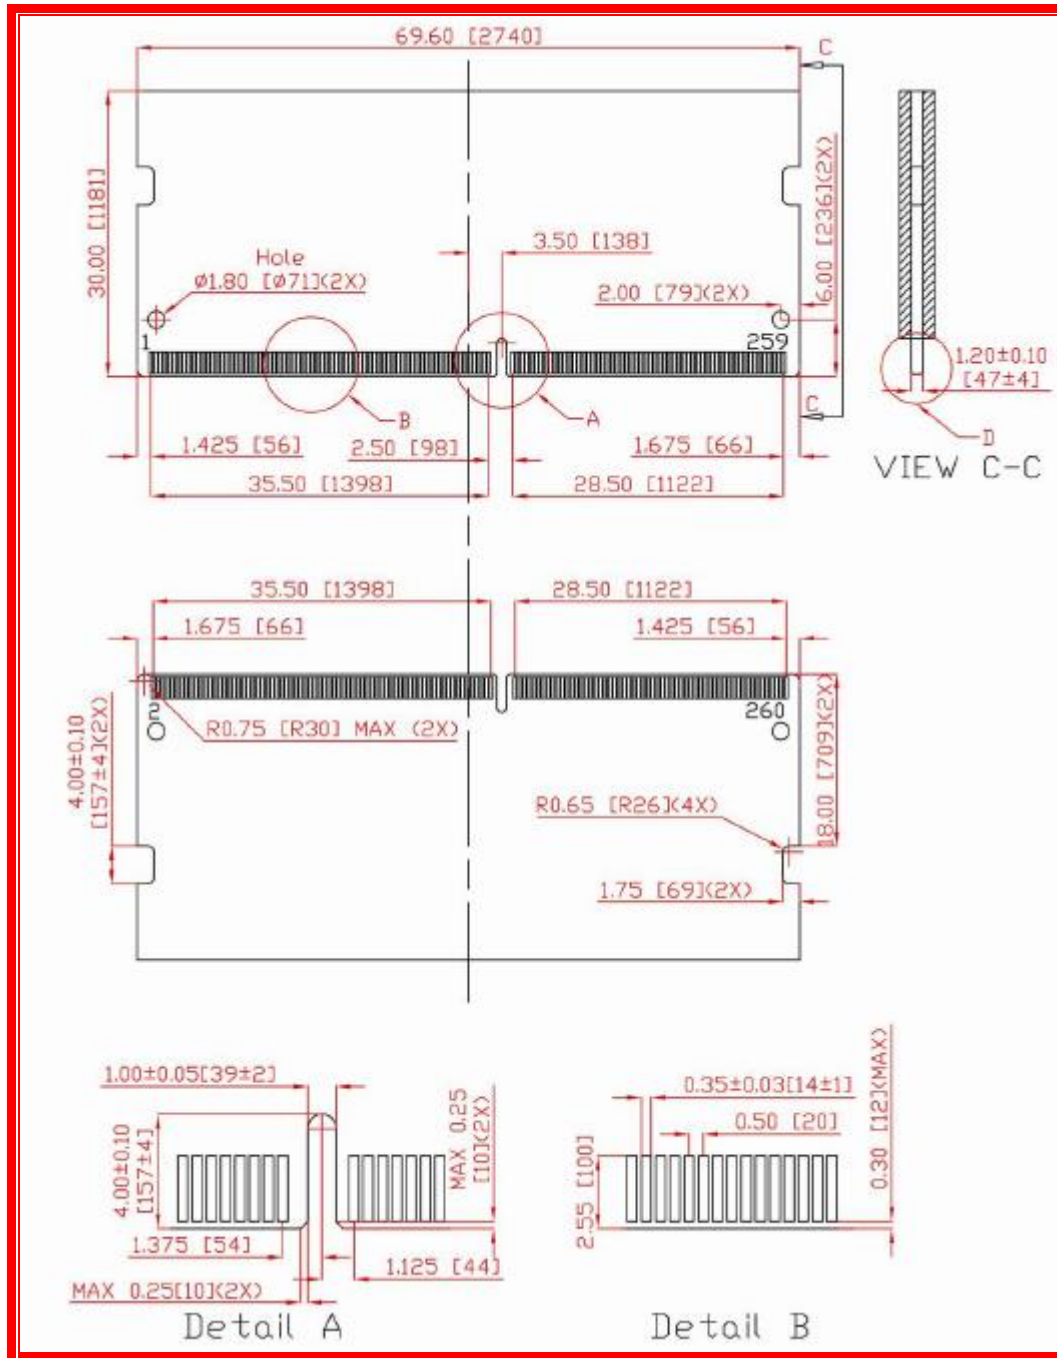 69.60 [2740]
C
30.00 [1181]
6.00 [236](2X)
3.50 [138]
Hole
Ø1.80 [Ø71](2X)
2.00 [79](2X)
1
259
1.20±0.10
[47±4]
B
A
C
D
1.425 [56]
2.50 [98]
1.675 [66]
VIEW C-C
35.50 [1398]
28.50 [1122]
35.50 [1398]
28.50 [1122]
1.675 [66]
1.425 [56]
2
260
R0.75 [R30] MAX (2X)
4.00±0.10
[157±4](2X)
18.00 [709](2X)
R0.65 [R26](4X)
1.75 [69](2X)
1.00±0.05[39±2]
4.00±0.10
[157±4]
MAX 0.25
[10](2X)
1.375 [54]
1.125 [44]
MAX 0.25[10](2X)
Detail A
0.35±0.03[14±1]
0.50 [20]
0.30 [12](MAX)
2.55 [100]
Detail B